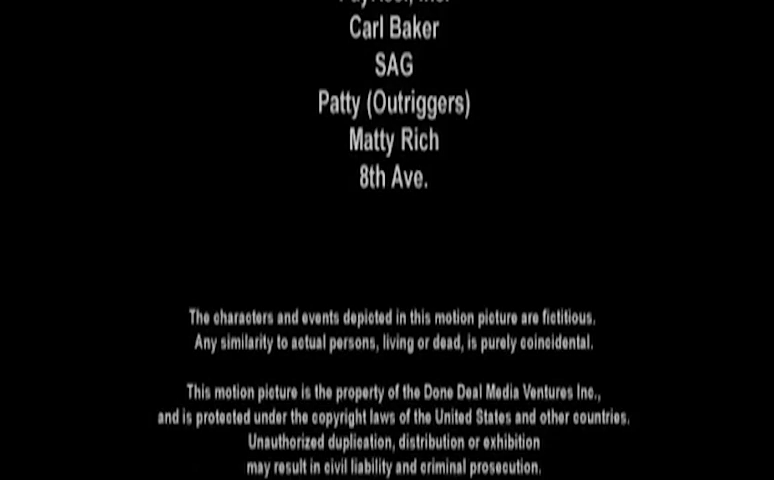 Carl Baker
SAG
Patty (Outriggers)
Matty Rich
8th Ave.
The characters and events depicted in this motion picture are fictitious.
Any similarity to actual persons, living or dead, is purely coincidental.
This motion picture is the property of the Done Deal Media Ventures Inc.,
and is protected under the copyright laws of the United States and other countries.
Unauthorized duplication, distribution or exhibition
may result in civil liability and criminal prosecution.